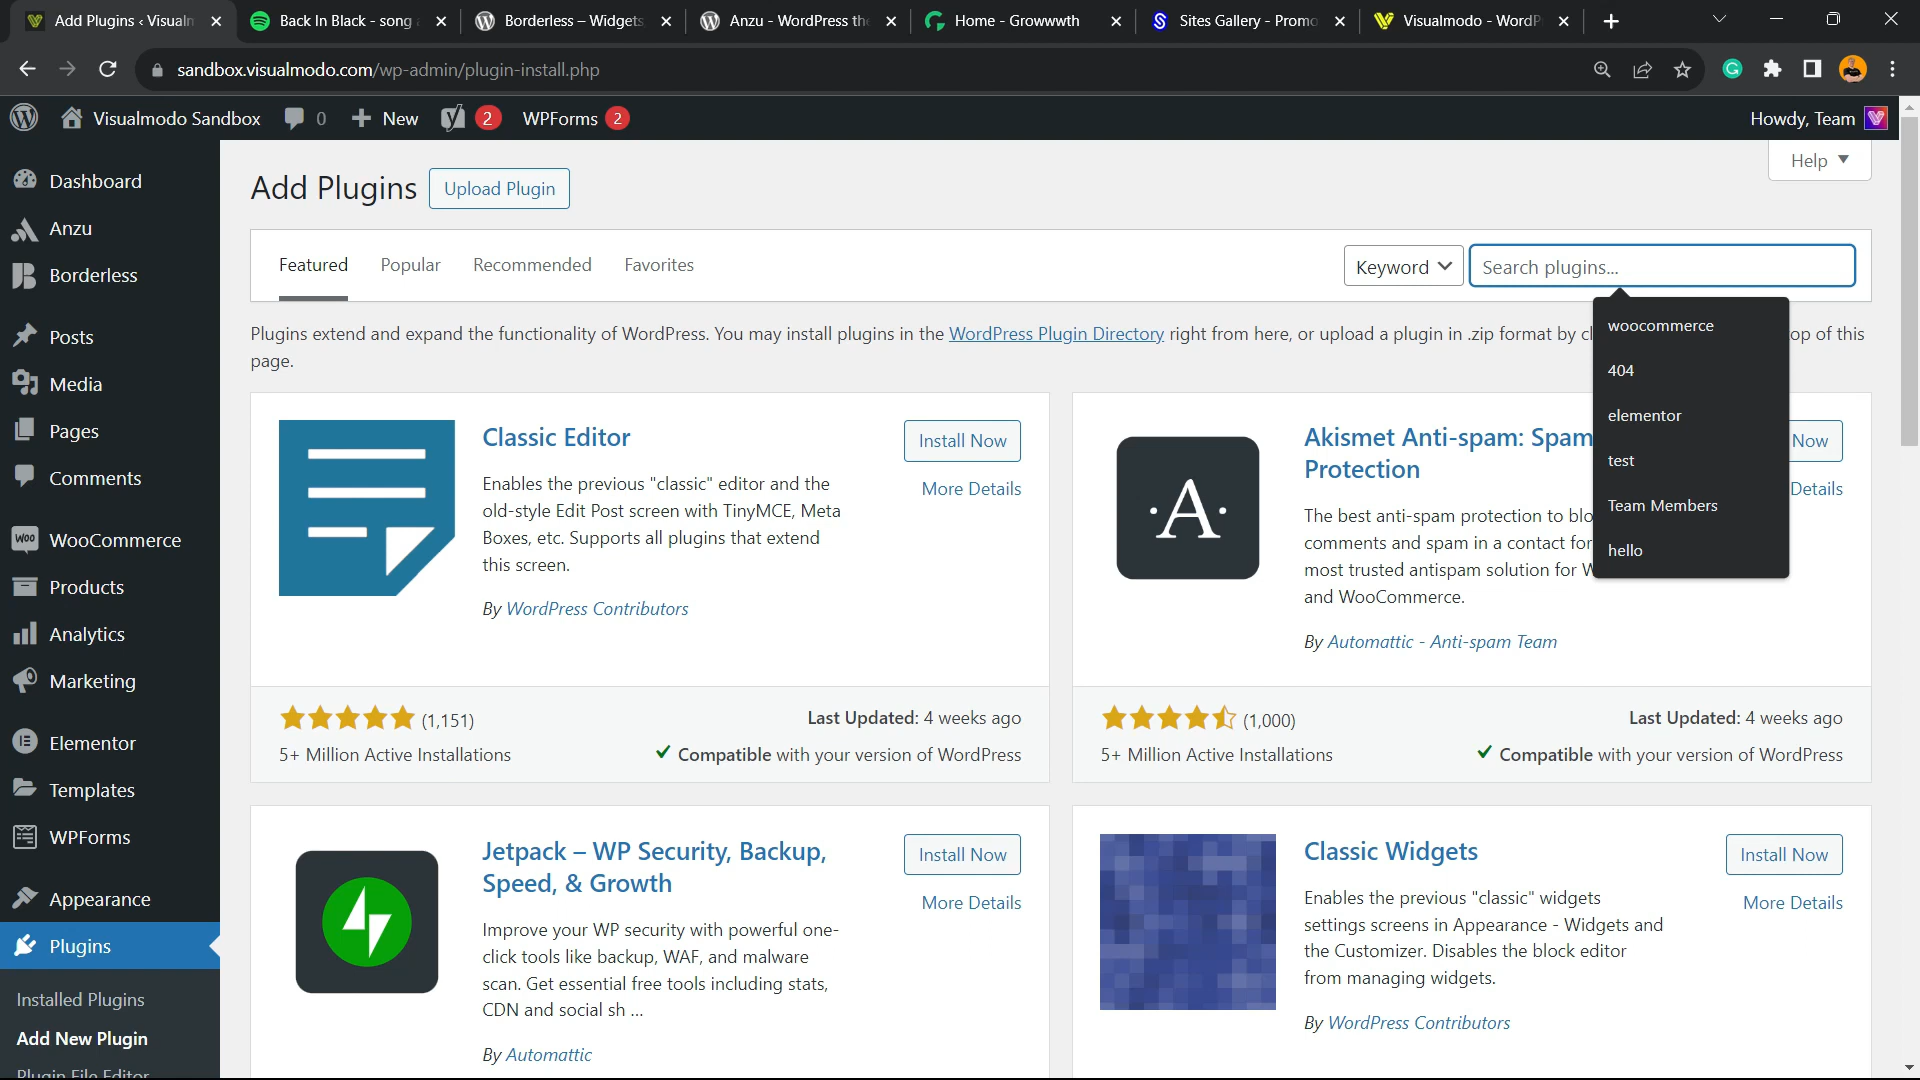 Add Plugins ‹ Visualm
Back In Black - song
Borderless – Widgets
Anzu - WordPress the
Home - Growwwth
Sites Gallery - Promo
Visualmodo - WordP
sandbox.visualmodo.com/wp-admin/plugin-install.php
Visualmodo Sandbox
0
New
2
WPForms 2
Howdy, Team
Dashboard
Anzu
Borderless
Posts
Media
Pages
Comments
WooCommerce
Products
Analytics
Marketing
Elementor
Templates
WPForms
Appearance
Plugins
Installed Plugins
Add New Plugin
Plugin File Editor
Help
Add Plugins
Upload Plugin
Featured
Popular
Recommended
Favorites
Keyword
Search plugins...
woocommerce
404
elementor
test
Team Members
hello
Plugins extend and expand the functionality of WordPress. You may install plugins in the WordPress Plugin Directory right from here, or upload a plugin in .zip format by cl op of this
page.
Classic Editor
Install Now
More Details
Enables the previous "classic" editor and the
old-style Edit Post screen with TinyMCE, Meta
Boxes, etc. Supports all plugins that extend
this screen.
By WordPress Contributors
(1,151)
5+ Million Active Installations
Last Updated: 4 weeks ago
Compatible with your version of WordPress
A
Akismet Anti-spam: Spam
Protection
Now
Details
The best anti-spam protection to blo
comments and spam in a contact for
most trusted antispam solution for W
and WooCommerce.
By Automattic - Anti-spam Team
(1,000)
5+ Million Active Installations
Last Updated: 4 weeks ago
Compatible with your version of WordPress
Jetpack – WP Security, Backup,
Speed, & Growth
Install Now
More Details
Improve your WP security with powerful one-
click tools like backup, WAF, and malware
scan. Get essential free tools including stats,
CDN and social sh ...
By Automattic
Classic Widgets
Install Now
More Details
Enables the previous "classic" widgets
settings screens in Appearance - Widgets and
the Customizer. Disables the block editor
from managing widgets.
By WordPress Contributors